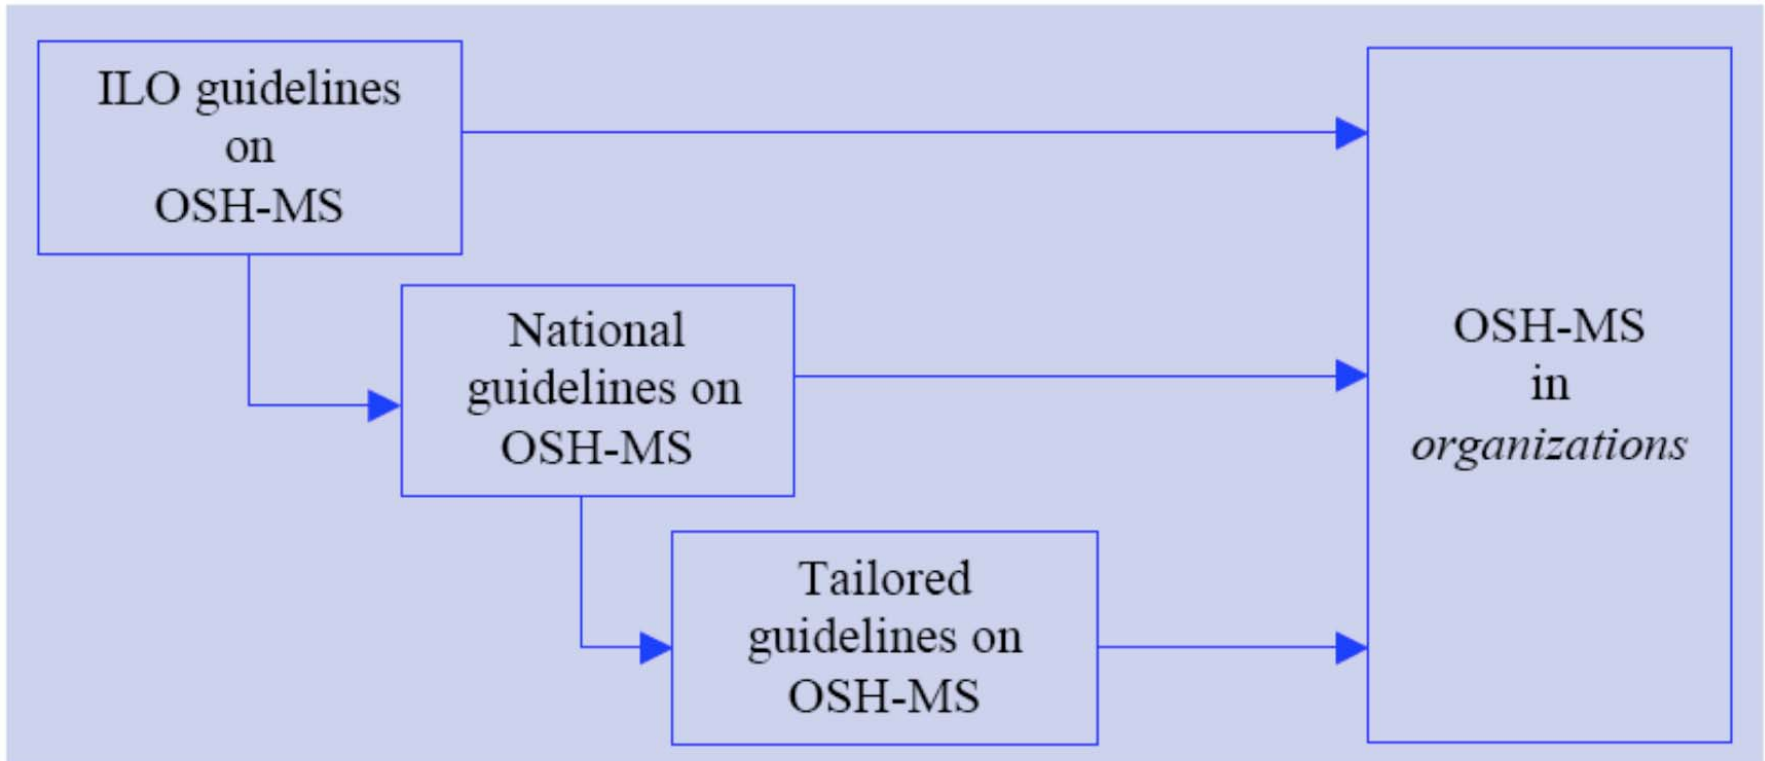 ILO guidelines
on
OSH-MS
National
guidelines on
OSH-MS
Tailored
guidelines on
OSH-MS
OSH-MS
in
organizations